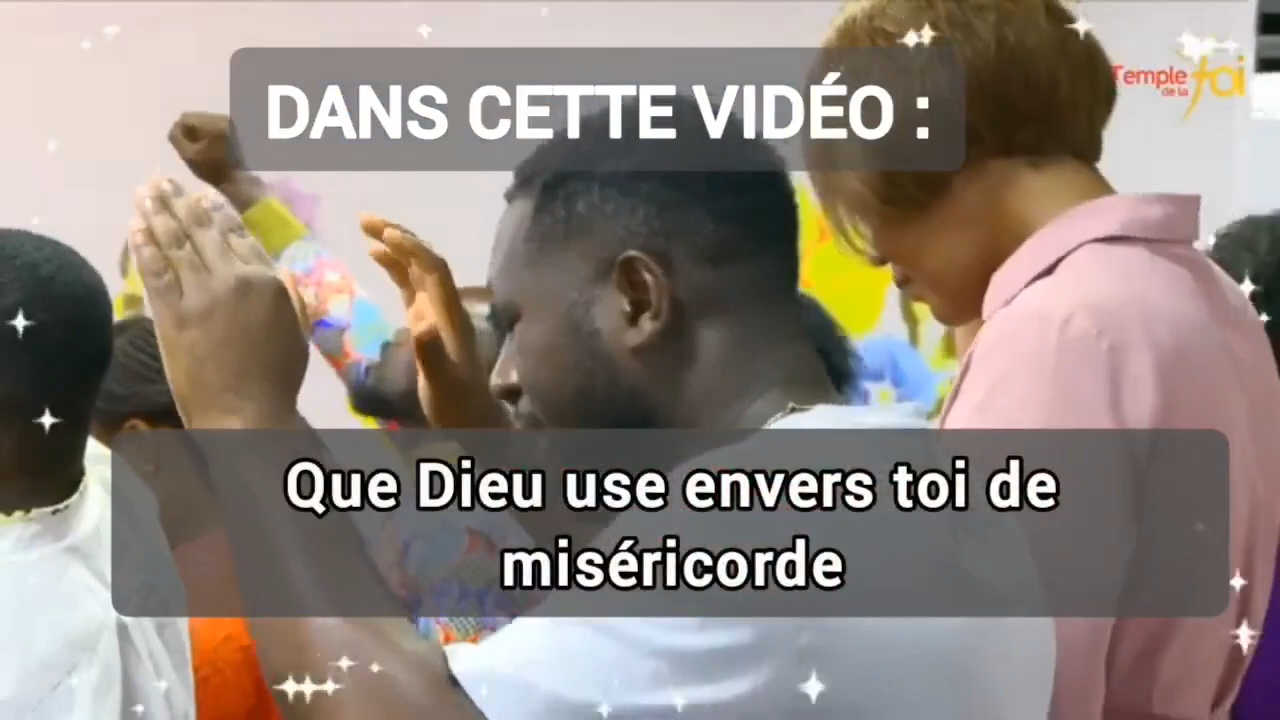 DANS CETTE VIDÉO :
Temple
de la
foi
Que Dieu use envers toi de
miséricorde